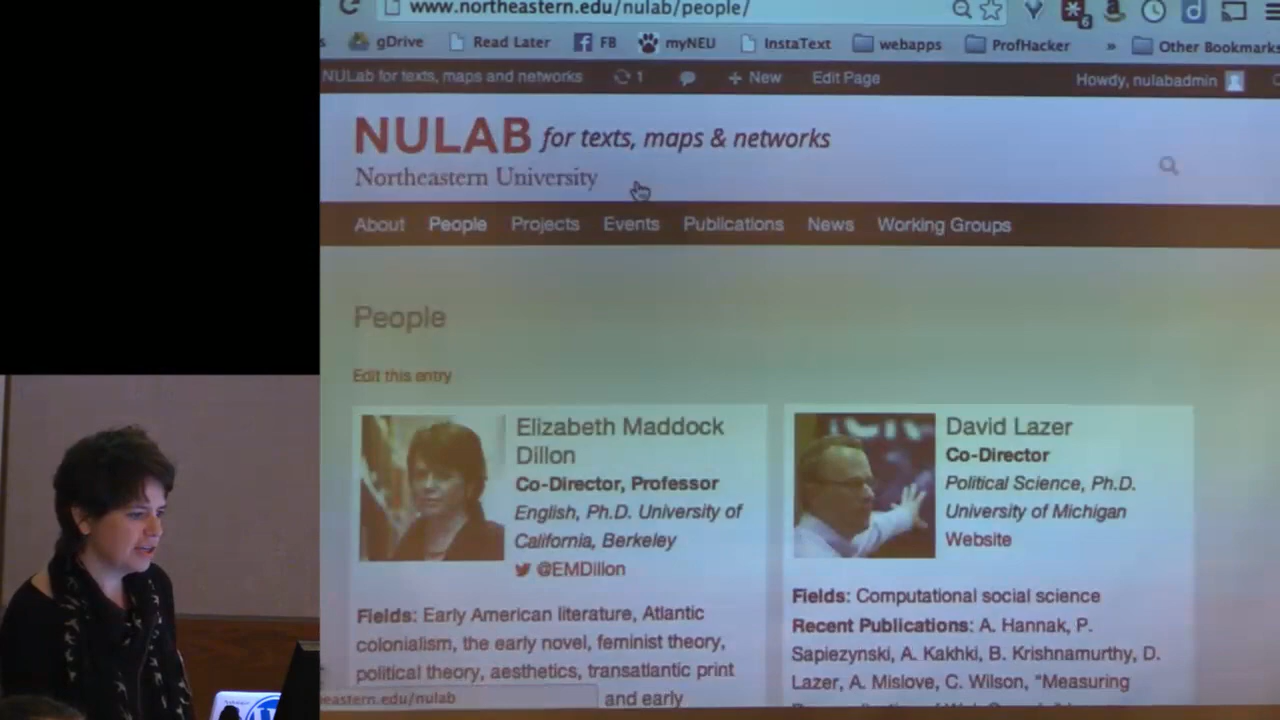 www.northeastern.edu/nulab/people/
gDrive Read Later FB myNEU InstaText webapps ProfHacker » Other Bookmarks
NULab for texts, maps and networks 1 + New Edit Page Howdy, nulabadmin
NULAB for texts, maps & networks
Northeastern University
About People Projects Events Publications News Working Groups
People
Edit this entry
Elizabeth Maddock
Dillon
Co-Director, Professor
English, Ph.D. University of
California, Berkeley
@EMDillon
Fields: Early American literature, Atlantic
colonialism, the early novel, feminist theory,
political theory, aesthetics, transatlantic print
and early
David Lazer
Co-Director
Political Science, Ph.D.
University of Michigan
Website
Fields: Computational social science
Recent Publications: A. Hannak, P.
Sapiezynski, A. Kakhki, B. Krishnamurthy, D.
Lazer, A. Mislove, C. Wilson, "Measuring
eastern.edu/nulab